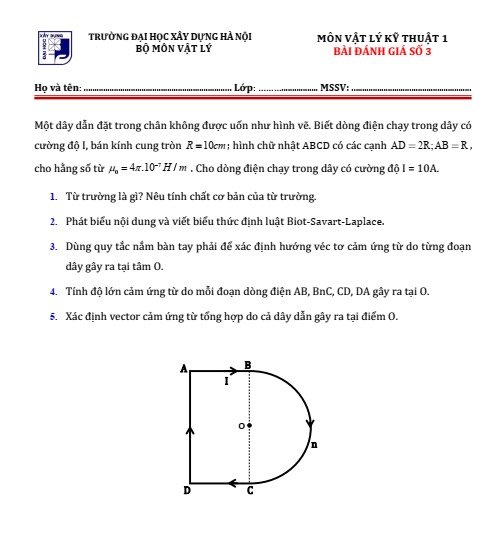 XÂY DỰNG
ĐẠI HỌC
TRƯỜNG ĐẠI HỌC XÂY DỰNG HÀ NỘI
BỘ MÔN VẬT LÝ
MÔN VẬT LÝ KỸ THUẬT 1
BÀI ĐÁNH GIÁ SỐ 3
Họ và tên: ................................................ Lớp: .................... MSSV: ........................................
Một dây dẫn đặt trong chân không được uốn như hình vẽ. Biết dòng điện chạy trong dây có
cường độ I, bán kính cung tròn R = 10cm; hình chữ nhật ABCD có các cạnh AD = 2R; AB = R,
cho hằng số từ μ₀ = 4π.10⁻⁷ H / m. Cho dòng điện chạy trong dây có cường độ I = 10A.
1. Từ trường là gì? Nêu tính chất cơ bản của từ trường.
2. Phát biểu nội dung và viết biểu thức định luật Biot-Savart-Laplace.
3. Dùng quy tắc nắm bàn tay phải để xác định hướng véc tơ cảm ứng từ do từng đoạn
dây gây ra tại tâm O.
4. Tính độ lớn cảm ứng từ do mỗi đoạn dòng điện AB, BnC, CD, DA gây ra tại O.
5. Xác định vector cảm ứng từ tổng hợp do cả dây dẫn gây ra tại điểm O.
A
B
I
O
n
D
C